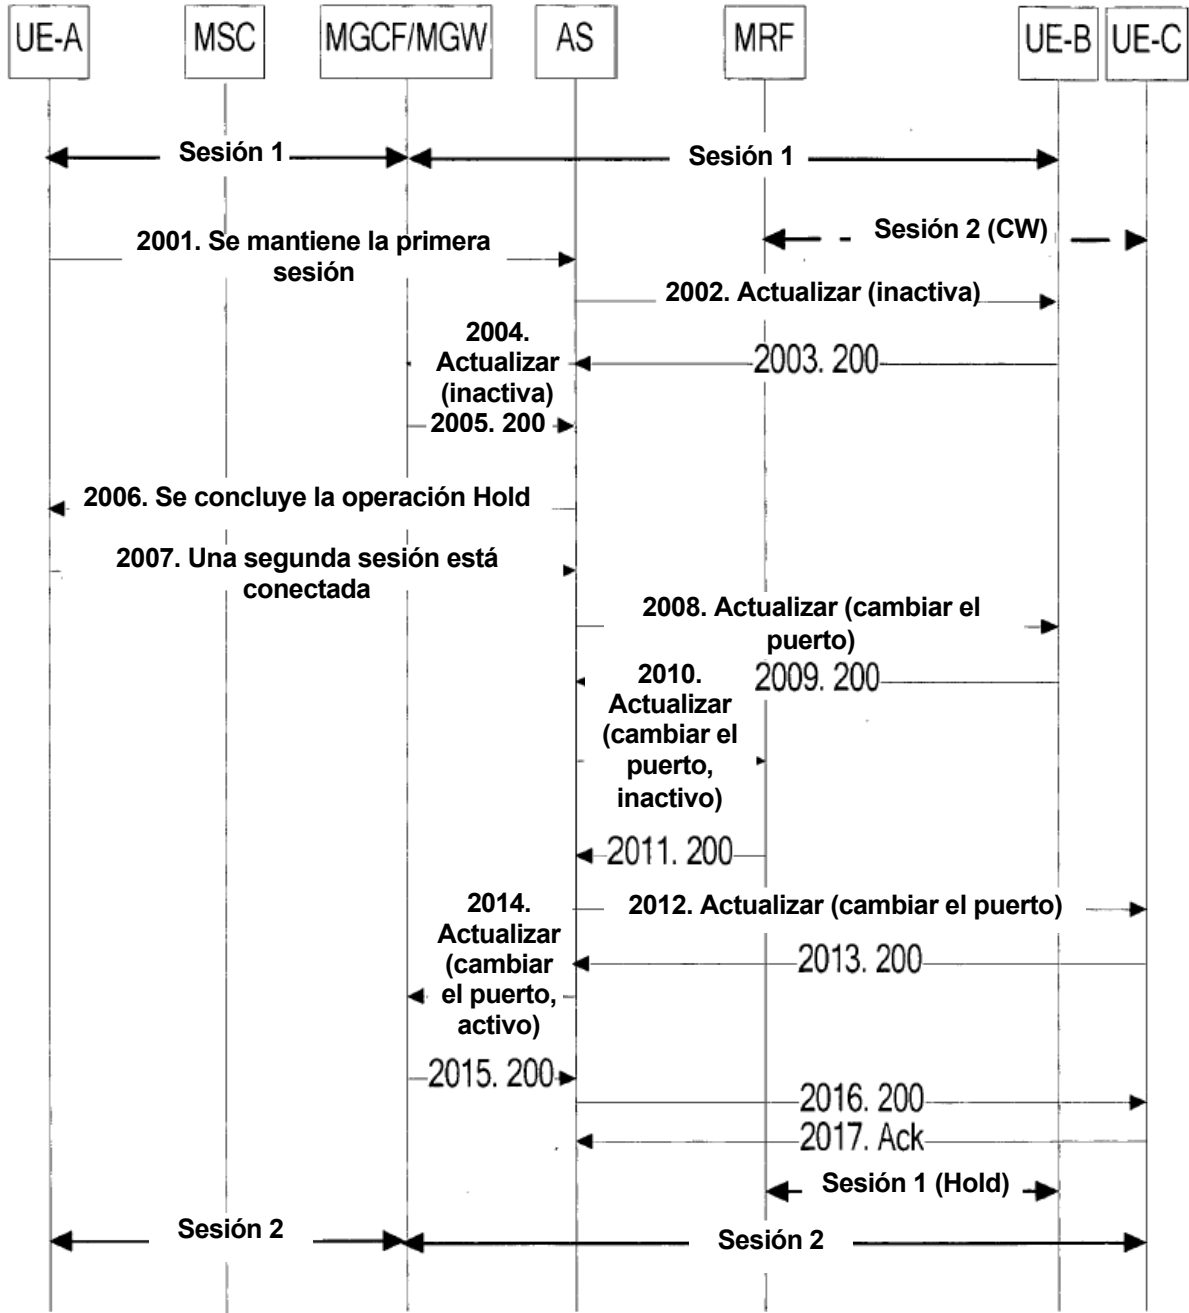 UE-A
MSC
MGCF/MGW
AS
MRF
UE-B
UE-C
Sesión 1
Sesión 1
Sesión 2 (CW)
2001. Se mantiene la primera
sesión
2002. Actualizar (inactiva)
2003. 200
2004.
Actualizar
(inactiva)
2005. 200
2006. Se concluye la operación Hold
2007. Una segunda sesión está
conectada
2008. Actualizar (cambiar el
puerto)
2009. 200
2010.
Actualizar
(cambiar el
puerto,
inactivo)
2011. 200
2012. Actualizar (cambiar el puerto)
2013. 200
2014.
Actualizar
(cambiar
el puerto,
activo)
2015. 200
2016. 200
2017. Ack
Sesión 1 (Hold)
Sesión 2
Sesión 2